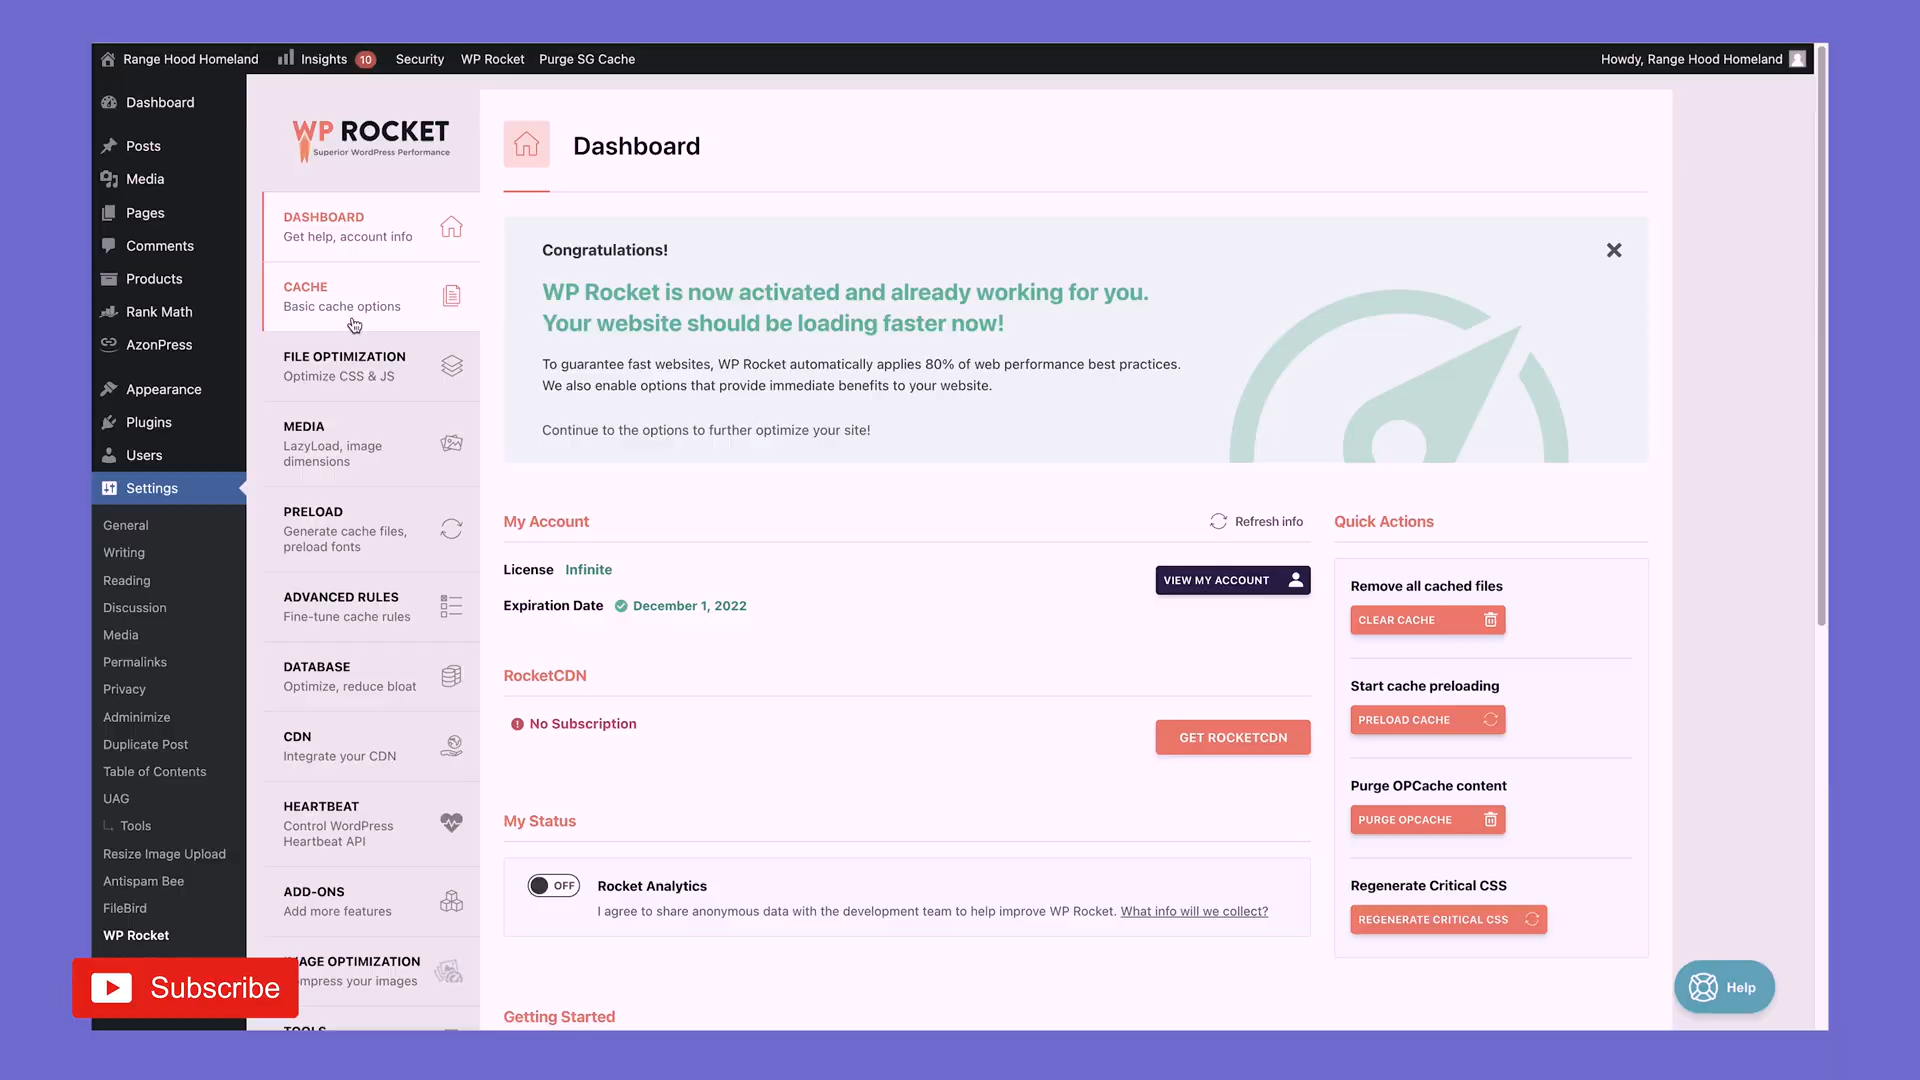 Range Hood Homeland
Insights 10
Security
WP Rocket
Purge SG Cache
Howdy, Range Hood Homeland
Dashboard
Posts
Media
Pages
Comments
Products
Rank Math
AzonPress
Appearance
Plugins
Users
Settings
General
Writing
Reading
Discussion
Media
Permalinks
Privacy
Adminimize
Duplicate Post
Table of Contents
UAG
Tools
Resize Image Upload
Antispam Bee
FileBird
WP Rocket
Subscribe
WP ROCKET
Superior WordPress Performance
DASHBOARD
Get help, account info
CACHE
Basic cache options
FILE OPTIMIZATION
Optimize CSS & JS
MEDIA
LazyLoad, image
dimensions
PRELOAD
Generate cache files,
preload fonts
ADVANCED RULES
Fine-tune cache rules
DATABASE
Optimize, reduce bloat
CDN
Integrate your CDN
HEARTBEAT
Control WordPress
Heartbeat API
ADD-ONS
Add more features
OPTIMIZATION
your images
TOOLS
Dashboard
Congratulations!
WP Rocket is now activated and already working for you.
Your website should be loading faster now!
To guarantee fast websites, WP Rocket automatically applies 80% of web performance best practices.
We also enable options that provide immediate benefits to your website.
Continue to the options to further optimize your site!
My Account
Refresh info
License Infinite
VIEW MY ACCOUNT
Expiration Date December 1, 2022
RocketCDN
No Subscription
GET ROCKETCDN
My Status
OFF
Rocket Analytics
I agree to share anonymous data with the development team to help improve WP Rocket. What info will we collect?
Getting Started
Quick Actions
Remove all cached files
CLEAR CACHE
Start cache preloading
PRELOAD CACHE
Purge OPCache content
PURGE OPCACHE
Regenerate Critical CSS
REGENERATE CRITICAL CSS
Help